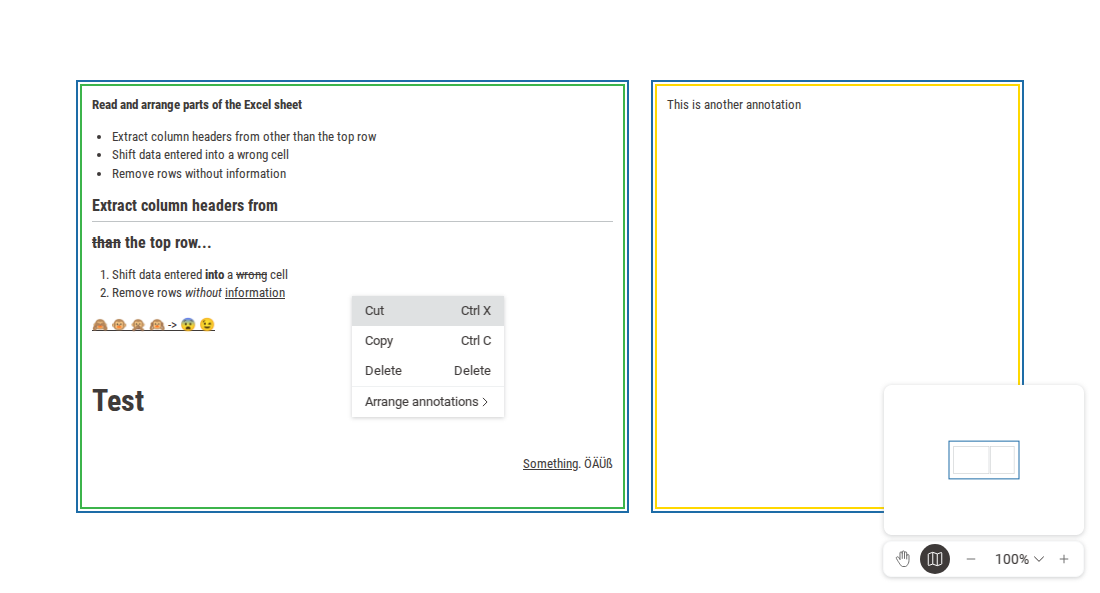 Read and arrange parts of the Excel sheet
This is another annotation
• Extract column headers from other than the top row
• Shift data entered into a wrong cell
• Remove rows without information
Extract column headers from
than the top row...
1. Shift data entered into a wrong cell
2. Remove rows without information
🙈 🐵 🙊 🙉 -> 😨 😉
Cut Ctrl X
Copy Ctrl C
Delete Delete
Arrange annotations >
Test
Something. ÖÄÜß
100%